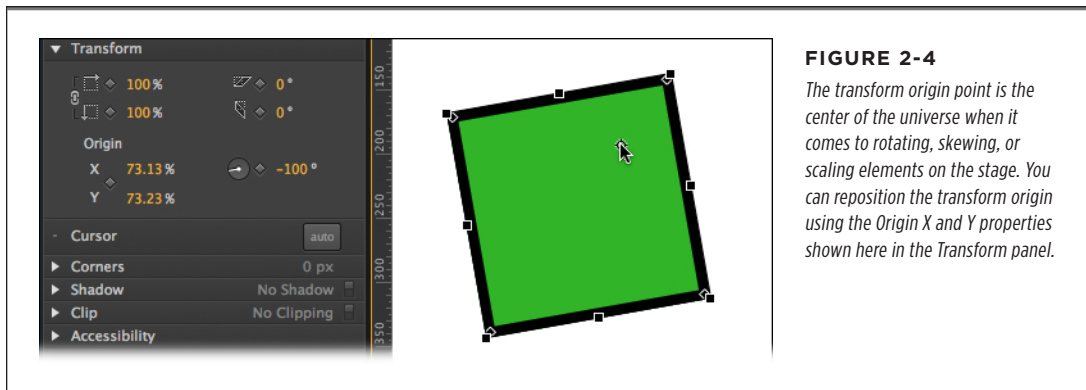 Transform
100% 0°
100% 0°
Origin
X 73.13% -100°
Y 73.23%
Cursor auto
Corners 0 px
Shadow No Shadow
Clip No Clipping
Accessibility
150
200
250
300
350
FIGURE 2-4
The transform origin point is the
center of the universe when it
comes to rotating, skewing, or
scaling elements on the stage. You
can reposition the transform origin
using the Origin X and Y properties
shown here in the Transform panel.